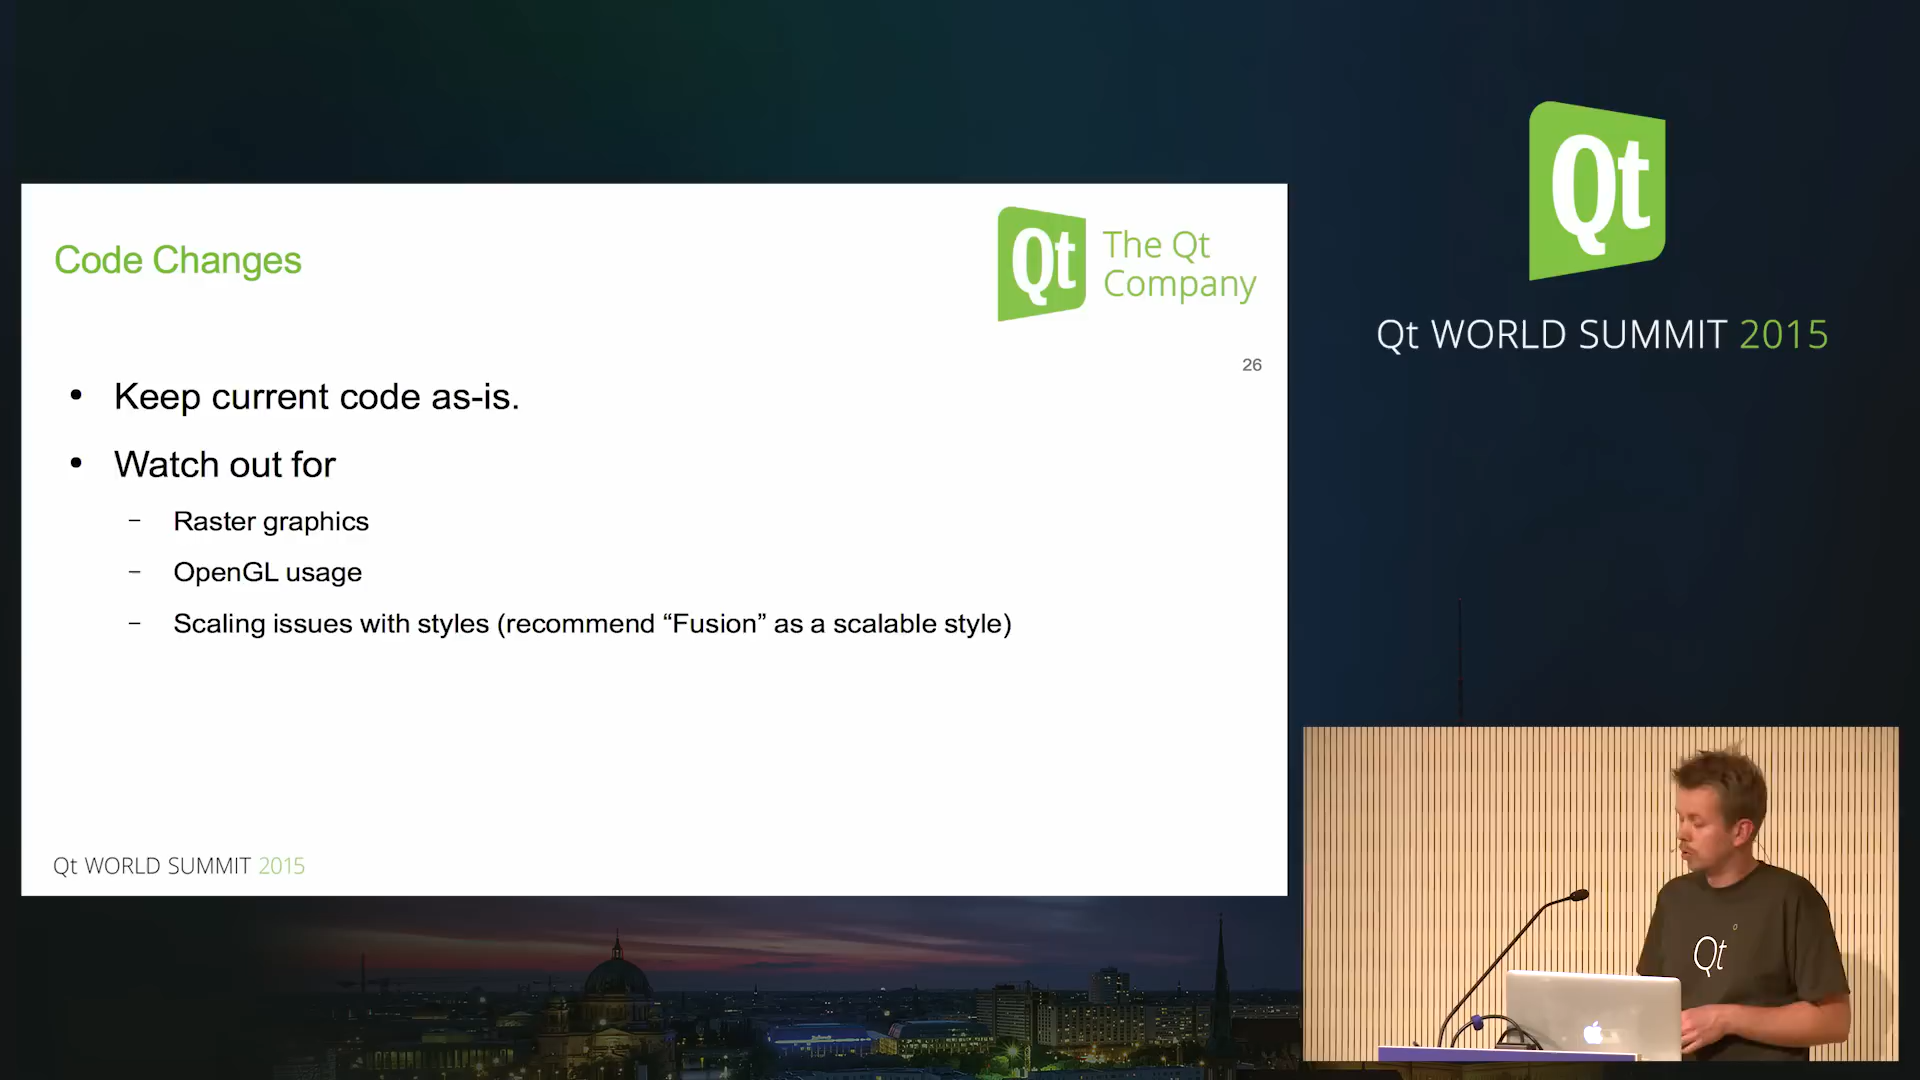 Code Changes
Qt The Qt
Company
26
• Keep current code as-is.
• Watch out for
– Raster graphics
– OpenGL usage
– Scaling issues with styles (recommend “Fusion” as a scalable style)
Qt WORLD SUMMIT 2015
Qt
Qt WORLD SUMMIT 2015
Qt